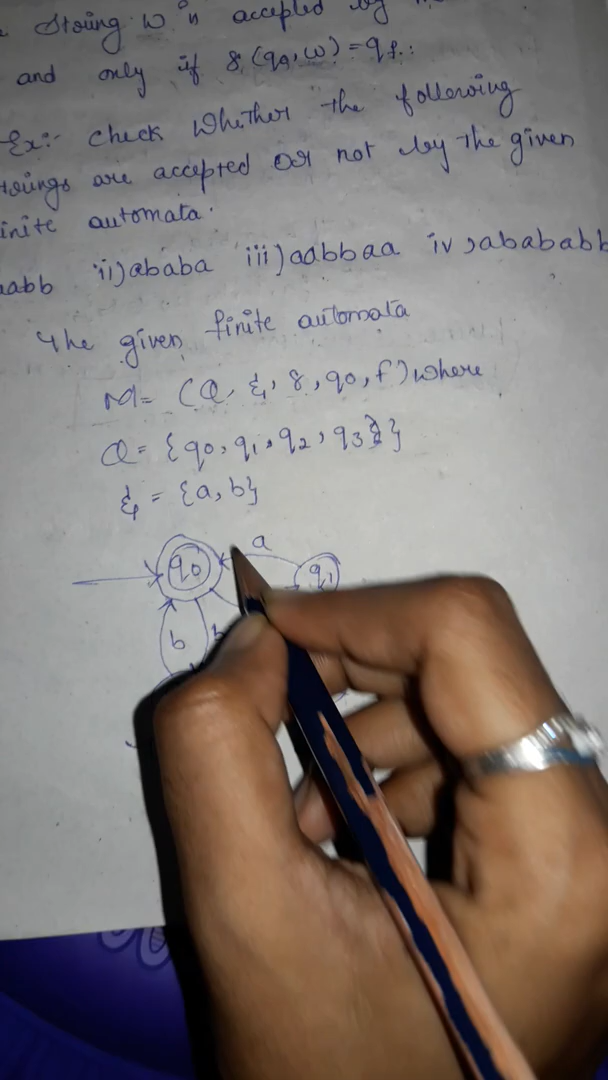 String w is accepted by
and only if δ(q0, w) = qf.
Ex:- check whether the following
are accepted or not by the given
finite automata.
aabb ii) ababa iii) aabbaa iv) abababb
The given finite automata
M = (Q, Σ, δ, q0, f) where
Q = {q0, q1, q2, q3}
Σ = {a, b}
a
q0 q1
b b